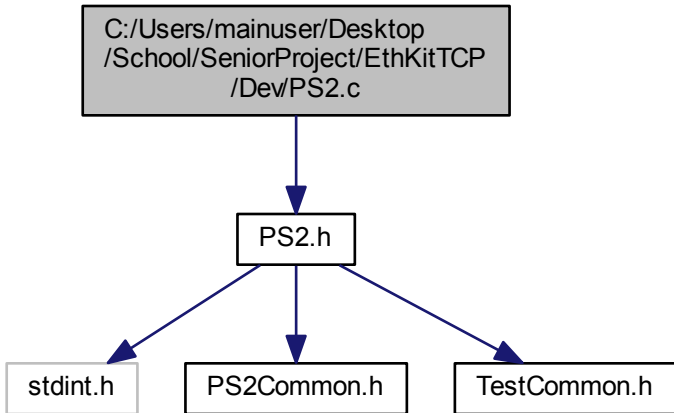 C:/Users/mainuser/Desktop
/School/SeniorProject/EthKitTCP
/Dev/PS2.c
PS2.h
stdint.h
PS2Common.h
TestCommon.h